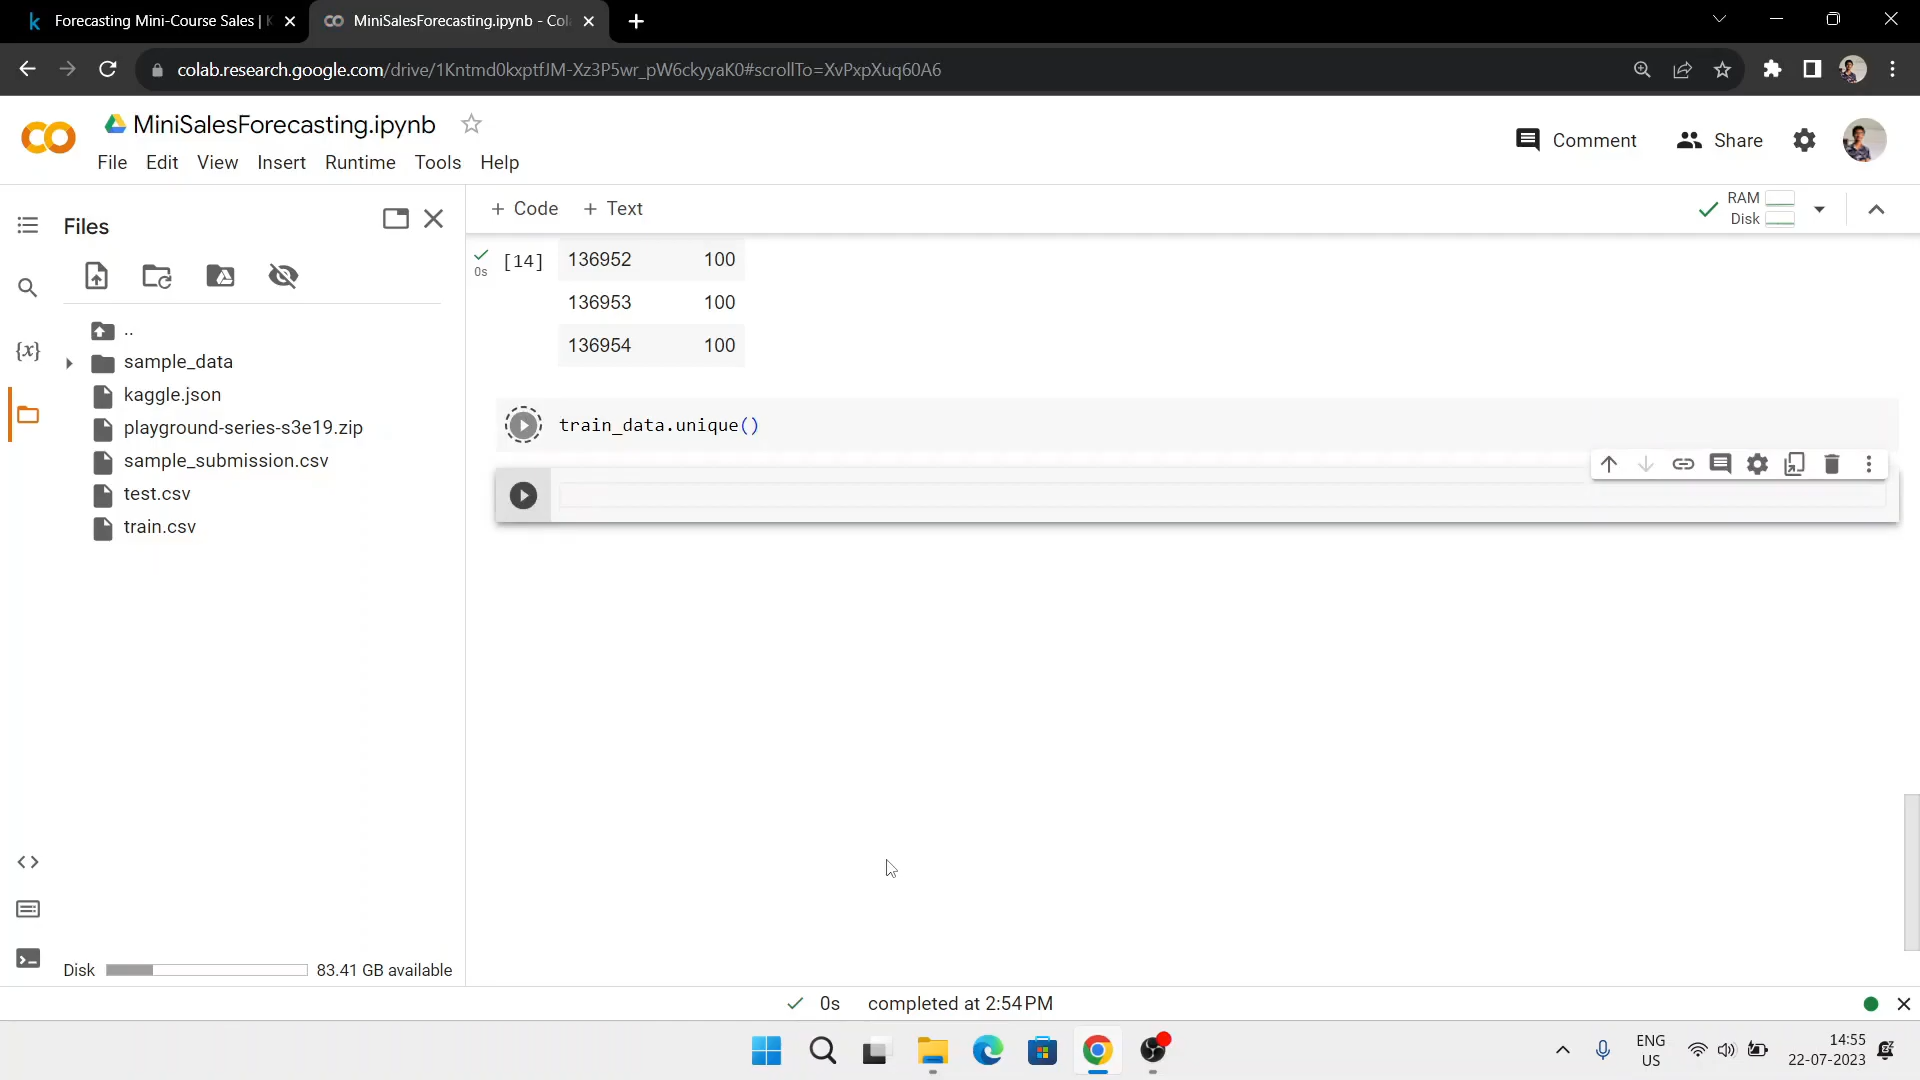 Forecasting Mini-Course Sales | K
MiniSalesForecasting.ipynb - Col
colab.research.google.com/drive/1Kntmd0kxptfJM-Xz3P5wr_pW6ckyyaK0#scrollTo=XvPxpXuq60A6
MiniSalesForecasting.ipynb
File Edit View Insert Runtime Tools Help
Comment
Share
Files
+ Code + Text
RAM
Disk
{x}
..
sample_data
kaggle.json
playground-series-s3e19.zip
sample_submission.csv
test.csv
train.csv
0s
[14]
136952 100
136953 100
136954 100
train_data.unique()
Disk 83.41 GB available
0s completed at 2:54 PM
ENG
US
14:55
22-07-2023